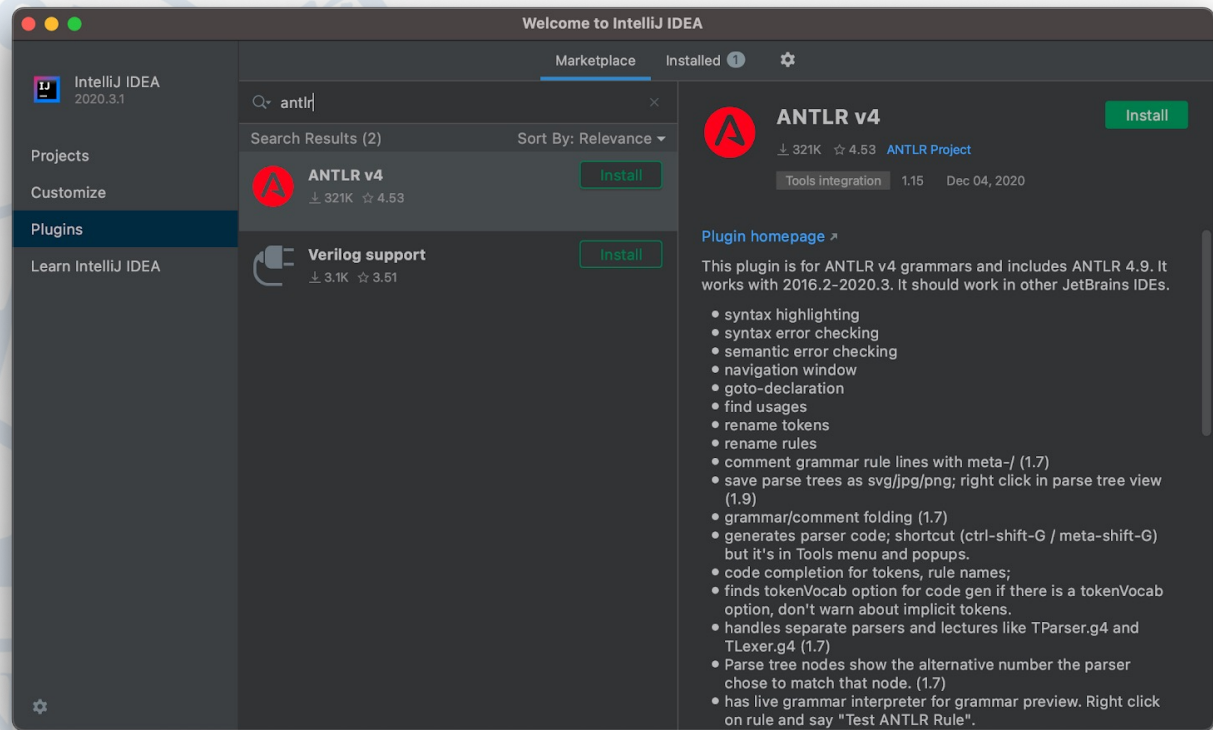 Welcome to IntelliJ IDEA
IJ
IntelliJ IDEA
2020.3.1
Projects
Customize
Plugins
Learn IntelliJ IDEA
Marketplace
Installed 1
antlr
Search Results (2)
Sort By: Relevance
ANTLR v4
321K 4.53
Install
Verilog support
3.1K 3.51
Install
ANTLR v4
Install
321K 4.53 ANTLR Project
Tools integration 1.15 Dec 04, 2020
Plugin homepage
This plugin is for ANTLR v4 grammars and includes ANTLR 4.9. It
works with 2016.2-2020.3. It should work in other JetBrains IDEs.
• syntax highlighting
• syntax error checking
• semantic error checking
• navigation window
• goto-declaration
• find usages
• rename tokens
• rename rules
• comment grammar rule lines with meta-/ (1.7)
• save parse trees as svg/jpg/png; right click in parse tree view
(1.9)
• grammar/comment folding (1.7)
• generates parser code; shortcut (ctrl-shift-G / meta-shift-G)
but it's in Tools menu and popups.
• code completion for tokens, rule names;
• finds tokenVocab option for code gen if there is a tokenVocab
option, don't warn about implicit tokens.
• handles separate parsers and lectures like TParser.g4 and
TLexer.g4 (1.7)
• Parse tree nodes show the alternative number the parser
chose to match that node. (1.7)
• has live grammar interpreter for grammar preview. Right click
on rule and say "Test ANTLR Rule".